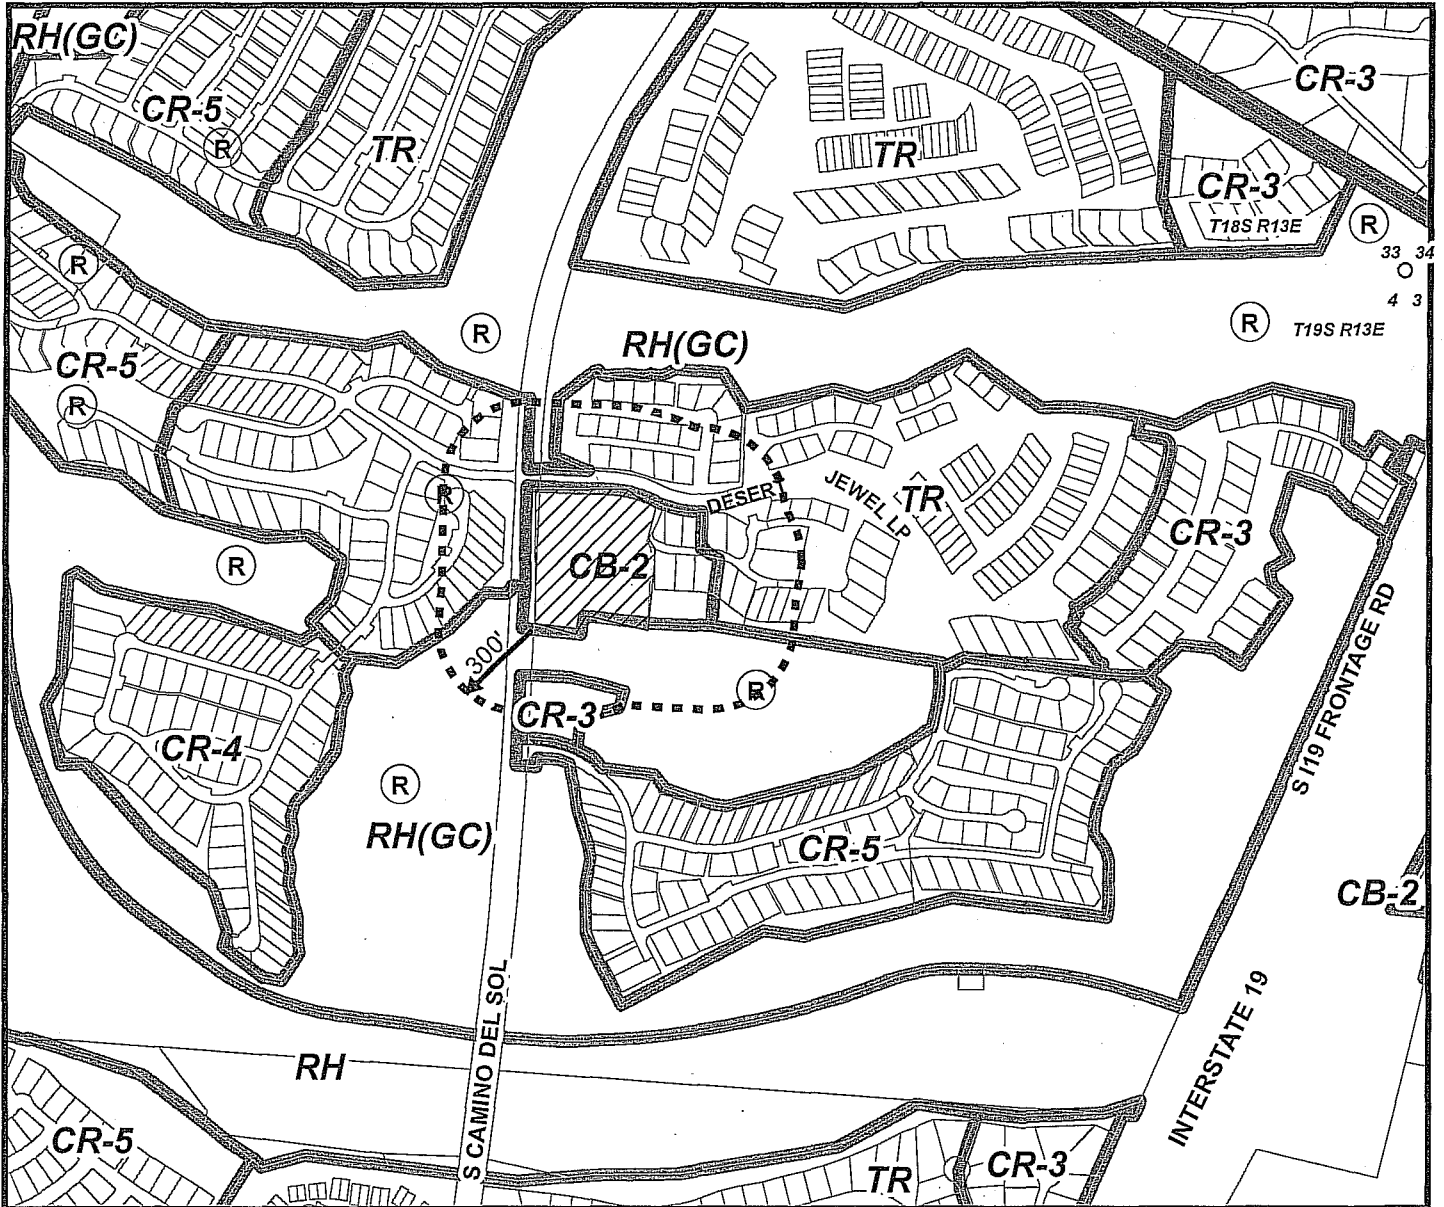 RH(GC)
CR-5
R
TR
TR
CR-3
CR-3
T18S R13E
R
33 34
4 3
R
T19S R13E
R
R
RH(GC)
CR-5
R
R
DESERT
JEWEL LP
TR
CR-3
CB-2
R
300'
R
CR-3
CR-4
R
RH(GC)
CR-5
S I19 FRONTAGE RD
CB-2
S CAMINO DEL SOL
INTERSTATE 19
RH
CR-5
TR
CR-3